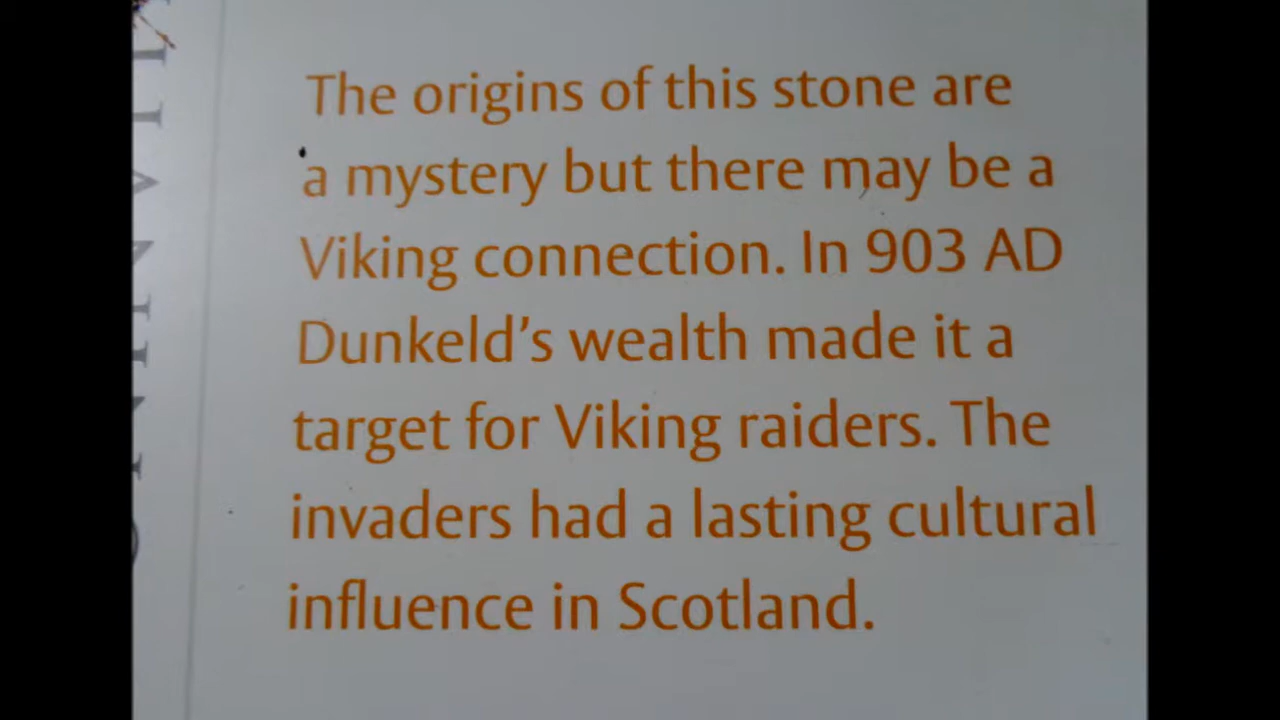 The origins of this stone are
a mystery but there may be a
Viking connection. In 903 AD
Dunkeld’s wealth made it a
target for Viking raiders. The
invaders had a lasting cultural
influence in Scotland.